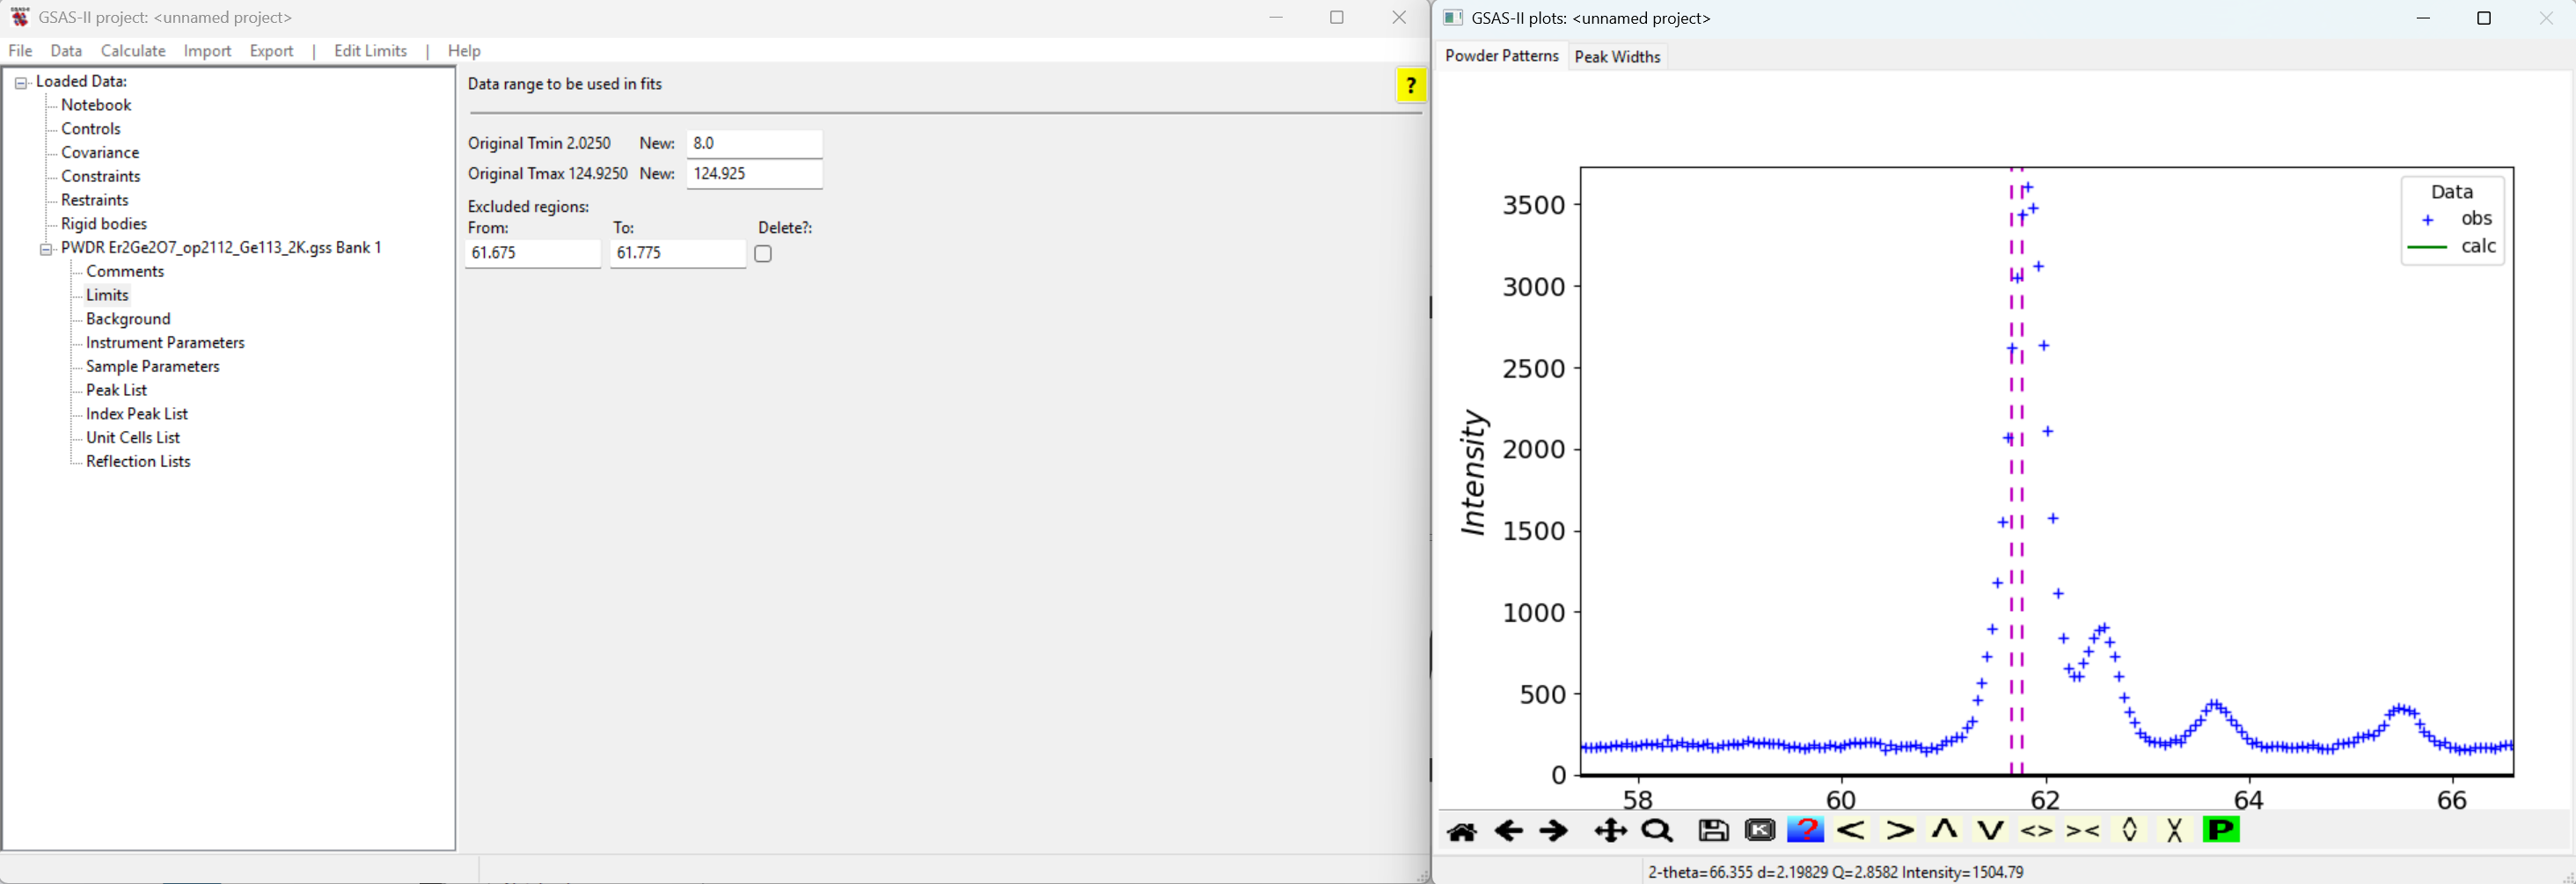 GSAS-II project: <unnamed project>
File Data Calculate Import Export | Edit Limits | Help
Loaded Data:
Notebook
Controls
Covariance
Constraints
Restraints
Rigid bodies
PWDR Er2Ge2O7_op2112_Ge113_2K.gss Bank 1
Comments
Limits
Background
Instrument Parameters
Sample Parameters
Peak List
Index Peak List
Unit Cells List
Reflection Lists
Data range to be used in fits
?
Original Tmin 2.0250 New: 8.0
Original Tmax 124.9250 New: 124.925
Excluded regions:
From: To: Delete?:
61.675 61.775
GSAS-II plots: <unnamed project>
Powder Patterns Peak Widths
Data
obs
calc
Intensity
3500
3000
2500
2000
1500
1000
500
0
58 60 62 64 66
K ? < > <> >< P
2-theta=66.355 d=2.19829 Q=2.8582 Intensity=1504.79